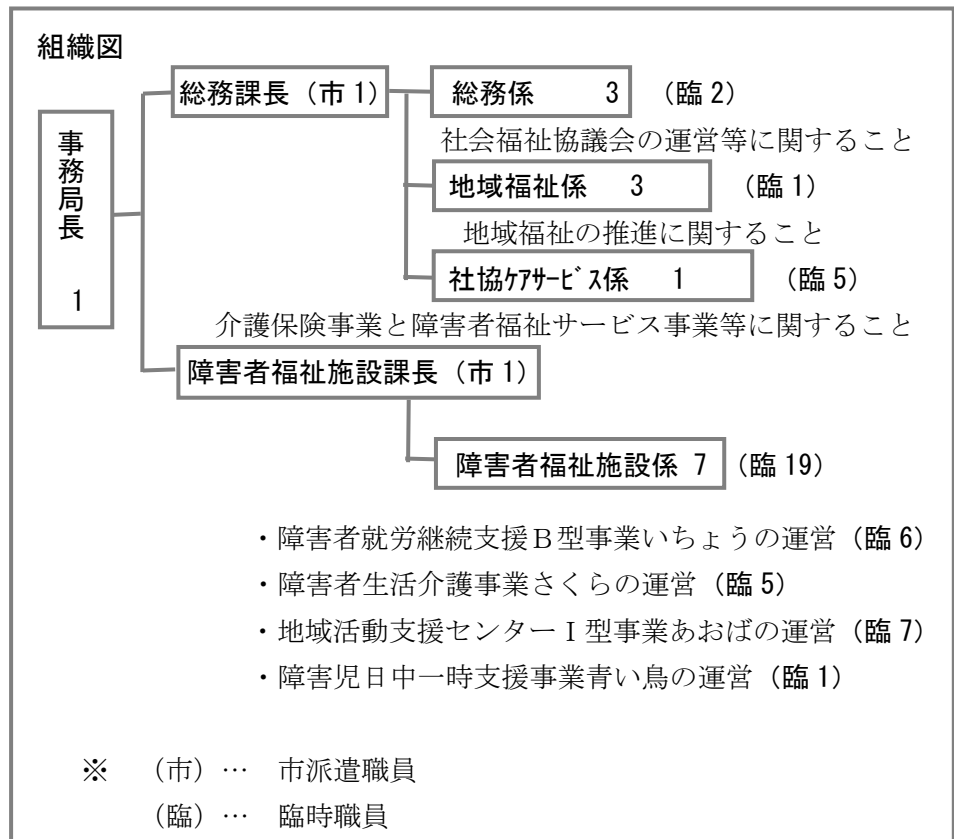 組織図
総務課長（市1）
総務係 3 （臨2）
社会福祉協議会の運営等に関すること
事務局長 1
地域福祉係 3 （臨1）
地域福祉の推進に関すること
社協ｹｱｻｰﾋﾞｽ係 1 （臨5）
介護保険事業と障害者福祉サービス事業等に関すること
障害者福祉施設課長（市1）
障害者福祉施設係 7 （臨19）
・障害者就労継続支援Ｂ型事業いちょうの運営（臨6）
・障害者生活介護事業さくらの運営（臨5）
・地域活動支援センターⅠ型事業あおばの運営（臨7）
・障害児日中一時支援事業青い鳥の運営（臨1）
※ （市）… 市派遣職員
（臨）… 臨時職員